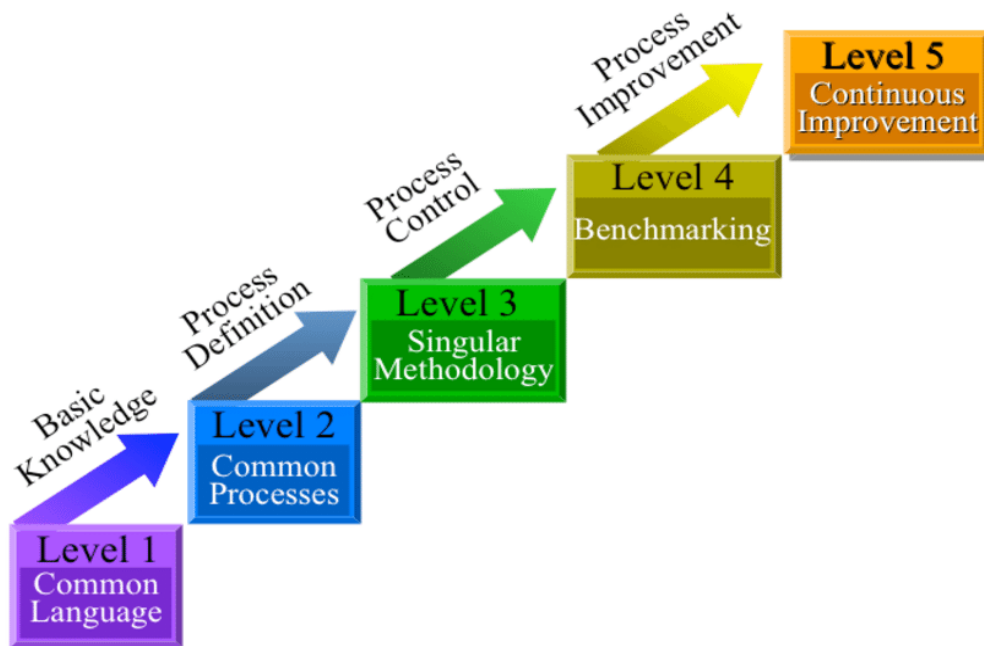 Level 1
Common
Language
Basic
Knowledge
Level 2
Common
Processes
Process
Definition
Level 3
Singular
Methodology
Process
Control
Level 4
Benchmarking
Process
Improvement
Level 5
Continuous
Improvement